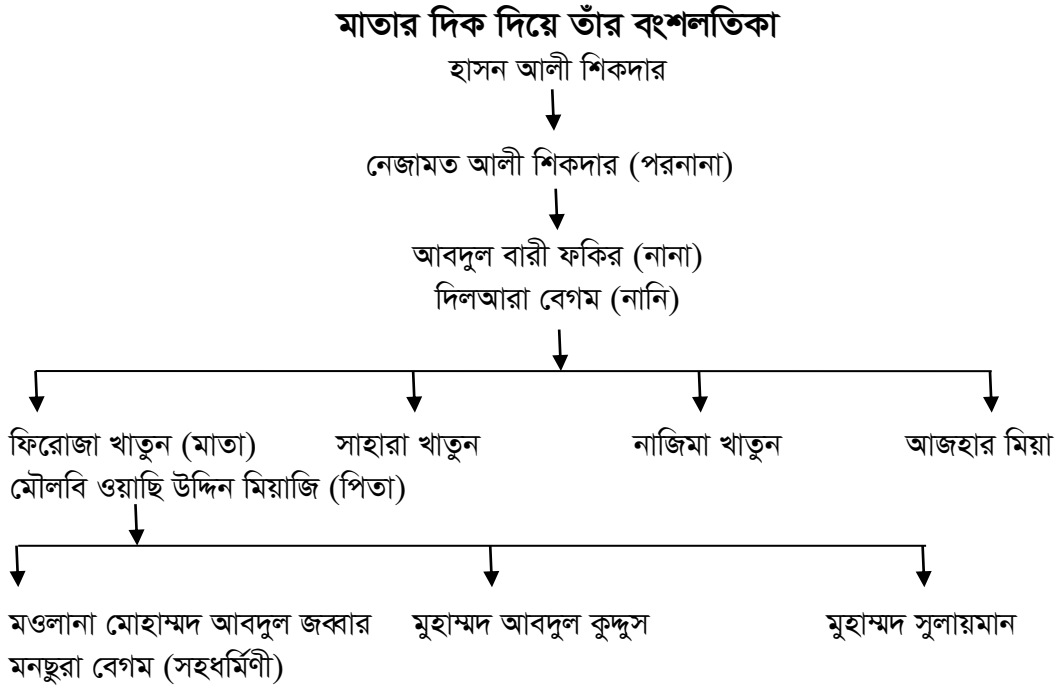 মাতার দিক দিয়ে তাঁর বংশলতিকা
হাসন আলী শিকদার
নেজামত আলী শিকদার (পরনানা)
আবদুল বারী ফকির (নানা)
দিলআরা বেগম (নানি)
ফিরোজা খাতুন (মাতা) সাহারা খাতুন নাজিমা খাতুন আজহার মিয়া
মৌলবি ওয়াছি উদ্দিন মিয়াজি (পিতা)
মওলানা মোহাম্মদ আবদুল জব্বার মুহাম্মদ আবদুল কুদ্দুস মুহাম্মদ সুলায়মান
মনছুরা বেগম (সহধর্মিণী)